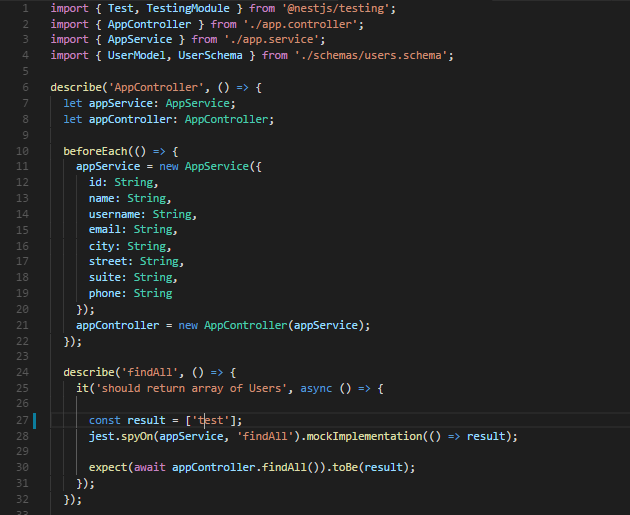 1 import { Test, TestingModule } from '@nestjs/testing';
2 import { AppController } from './app.controller';
3 import { AppService } from './app.service';
4 import { UserModel, UserSchema } from './schemas/users.schema';
5
6 describe('AppController', () => {
7   let appService: AppService;
8   let appController: AppController;
9
10   beforeEach(() => {
11     appService = new AppService({
12       id: String,
13       name: String,
14       username: String,
15       email: String,
16       city: String,
17       street: String,
18       suite: String,
19       phone: String
20     });
21     appController = new AppController(appService);
22   });
23
24   describe('findAll', () => {
25     it('should return array of Users', async () => {
26
27       const result = ['test'];
28       jest.spyOn(appService, 'findAll').mockImplementation(() => result);
29
30       expect(await appController.findAll()).toBe(result);
31     });
32   });